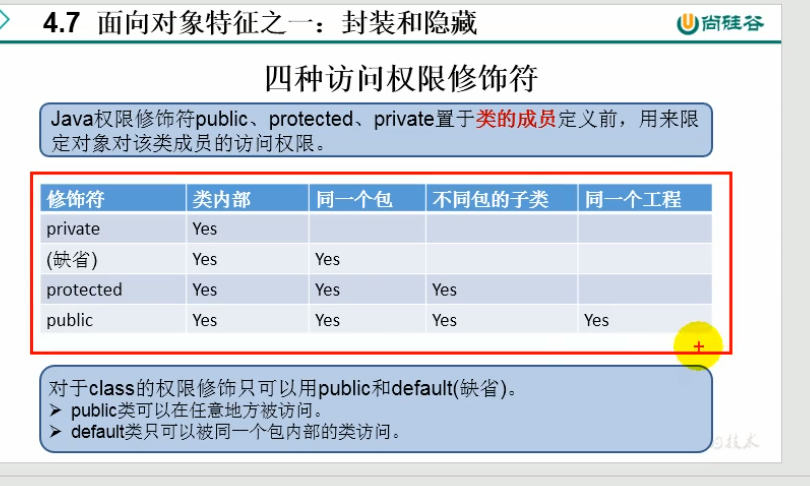 4.7 面向对象特征之一：封装和隐藏
尚硅谷
四种访问权限修饰符
Java权限修饰符public、protected、private置于类的成员定义前，用来限
定对象对该类成员的访问权限。
修饰符 类内部 同一个包 不同包的子类 同一个工程
private Yes
(缺省) Yes Yes
protected Yes Yes Yes
public Yes Yes Yes Yes
对于class的权限修饰只可以用public和default(缺省)。
➢ public类可以在任意地方被访问。
➢ default类只可以被同一个包内部的类访问。
技术